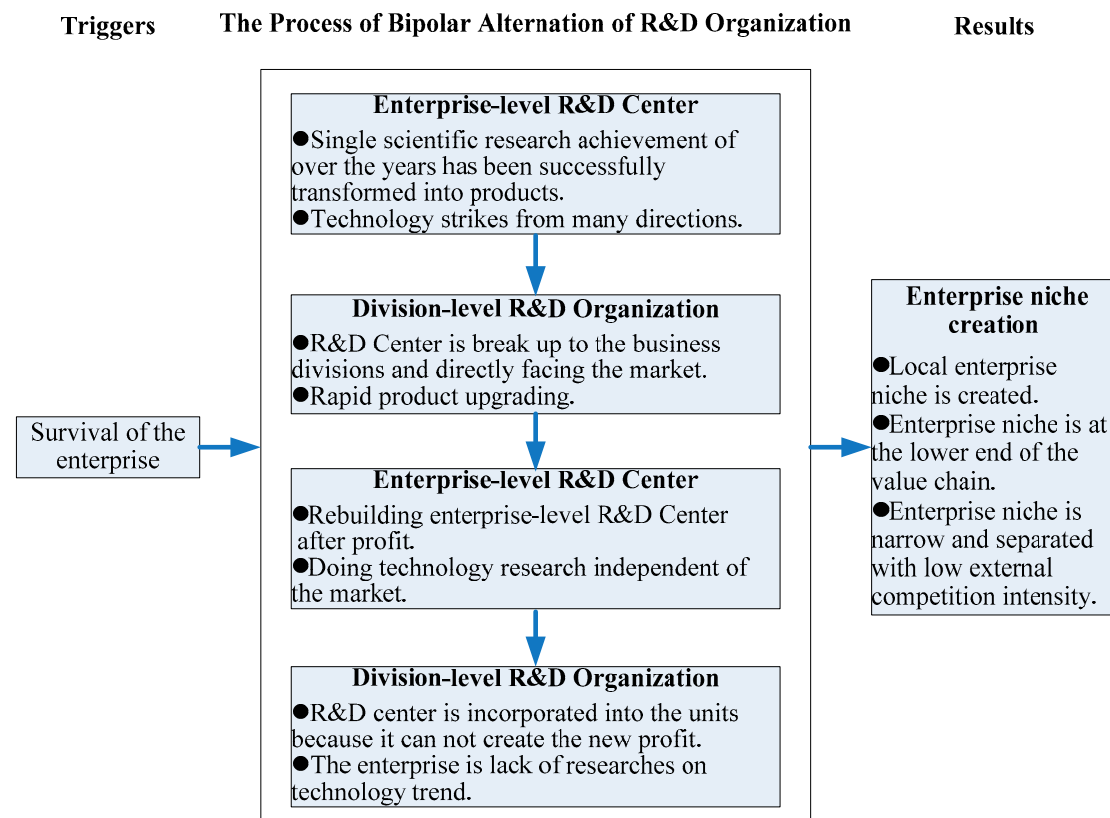 Triggers
The Process of Bipolar Alternation of R&D Organization
Results
Enterprise-level R&D Center
●Single scientific research achievement of
over the years has been successfully
transformed into products.
●Technology strikes from many directions.
Division-level R&D Organization
●R&D Center is break up to the business
divisions and directly facing the market.
●Rapid product upgrading.
Survival of the
enterprise
Enterprise-level R&D Center
●Rebuilding enterprise-level R&D Center
after profit.
●Doing technology research independent of
the market.
Division-level R&D Organization
●R&D center is incorporated into the units
because it can not create the new profit.
●The enterprise is lack of researches on
technology trend.
Enterprise niche
creation
●Local enterprise
niche is created.
●Enterprise niche is at
the lower end of the
value chain.
●Enterprise niche is
narrow and separated
with low external
competition intensity.